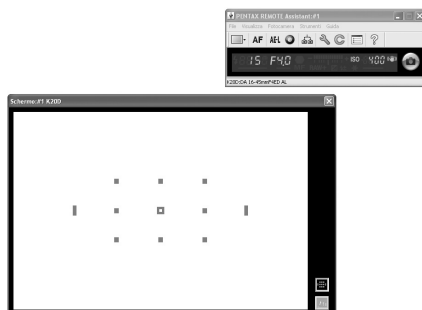 PENTAX REMOTE Assistant:#1
File Visualizza Fotocamera Strumenti Guida
AF AE-L
15 F4,0 ISO 400
K20D:DA 16-45mmF4ED AL
Schermo:#1 K20D